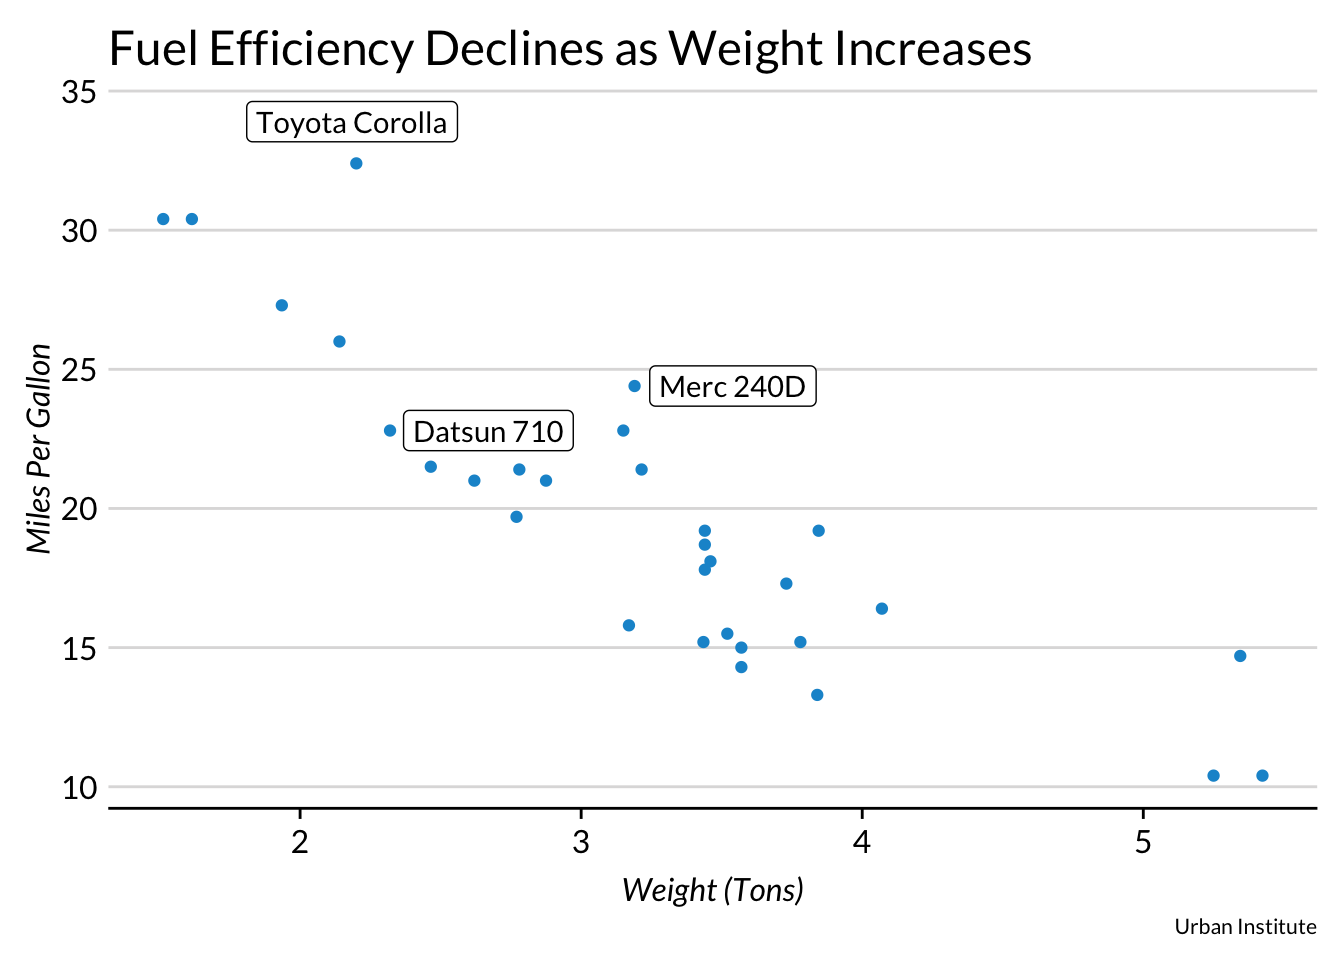 Fuel Efficiency Declines as Weight Increases
35
Toyota Corolla
30
25
Merc 240D
Datsun 710
20
15
10
Miles Per Gallon
2 3 4 5
Weight (Tons)
Urban Institute